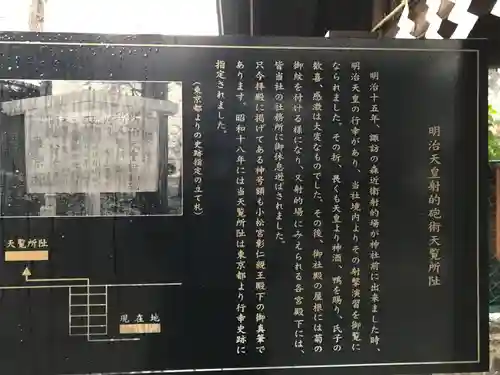 明治天皇射的砲術天覧所阯
明治十五年、諏訪の森近衛射的場が神社前に出来ました時、
明治天皇の行幸があり、当社境内よりその射撃演習を御覧に
なられました。その折、畏くも天皇より神酒、鴨を賜り、氏子の
歓喜、感激は大変なものでした。その後、御社殿の屋根には菊の
御紋を付ける様になり、又射的場にみえられる各宮殿下には、
皆当社の社務所に御休息遊ばされました。
只今拝殿に掲げてある神号額も小松宮彰仁親王殿下の御真筆で
あります。昭和十八年には当天覧所阯は東京都より行幸史跡に
指定されました。
(東京都よりの史跡指定の立て札)
天覧所阯
現在地